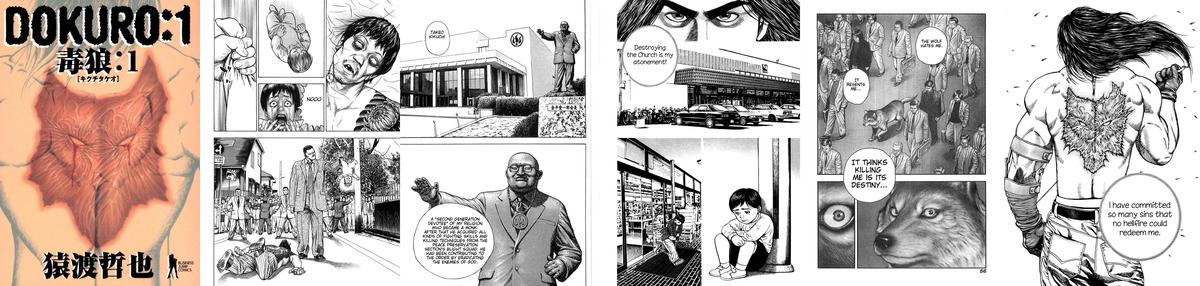 DOKURO:1
毒狼:1
[キクチタケオ]
猿渡哲也
BUSINESS
JUMP
COMICS
NOOO
TAKEO
KIKUCHI
A "SECOND GENERATION
DEVOTEE" OF MY RELIGION
WHO BECAME A MONK.
AFTER THAT HE ACQUIRED ALL
KINDS OF FIGHTING SKILLS AND
KILLING TECHNIQUES FROM THE
PEACE PRESERVATION
SECTION'S BLIGHT SQUAD. HE
HAS BEEN CONTRIBUTING TO
THE ORDER BY ERADICATING
THE ENEMIES OF GOD.
Destroying
the Church is my
atonement!
THE WOLF
HATES ME.
IT
RESENTS
ME...
IT THINKS
KILLING
ME IS ITS
DESTINY...
56
I have committed
so many sins that
no hellfire could
redeem me.